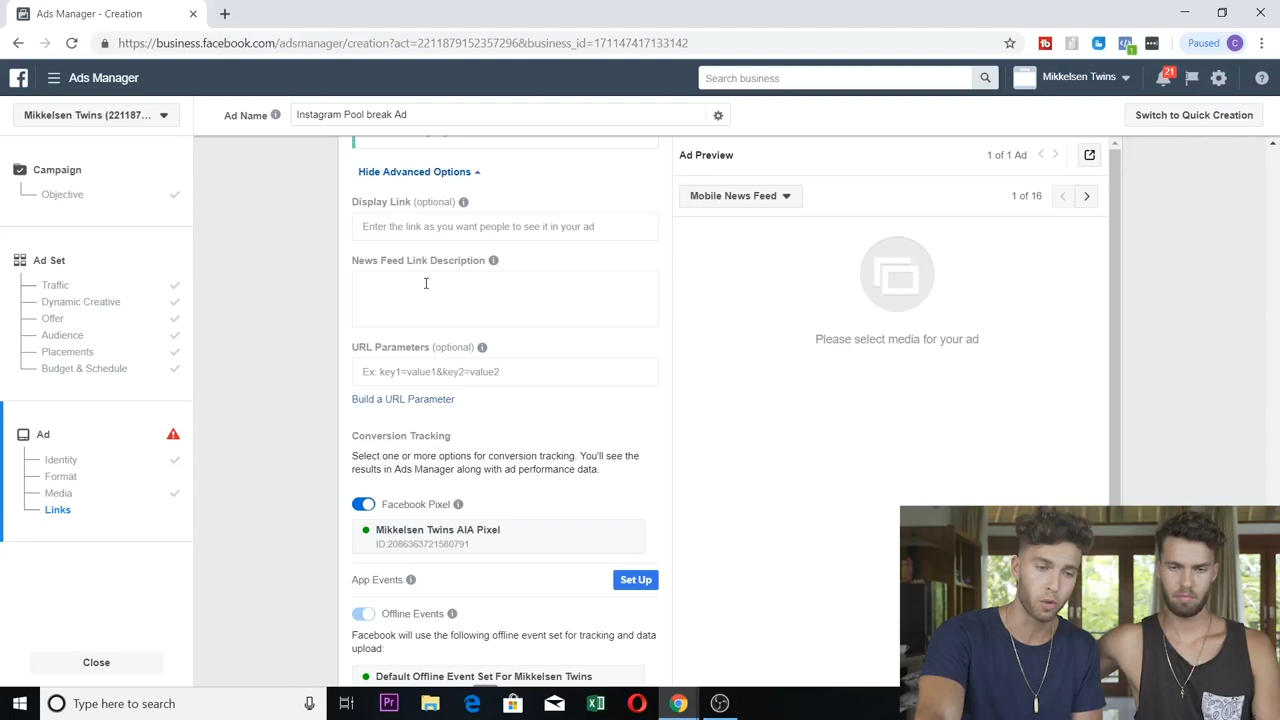 Ads Manager - Creation
https://business.facebook.com/adsmanager/creation?act=2211879152357296&business_id=171147417133142
Paused
C
Ads Manager
Search business
Mikkelsen Twins
21
Mikkelsen Twins (221187...
Ad Name
Instagram Pool break Ad
Switch to Quick Creation
Campaign
Objective
Ad Set
Traffic
Dynamic Creative
Offer
Audience
Placements
Budget & Schedule
Ad
Identity
Format
Media
Links
Close
Hide Advanced Options
Display Link (optional)
Enter the link as you want people to see it in your ad
News Feed Link Description
URL Parameters (optional)
Ex: key1=value1&key2=value2
Build a URL Parameter
Conversion Tracking
Select one or more options for conversion tracking. You'll see the
results in Ads Manager along with ad performance data.
Facebook Pixel
Mikkelsen Twins AIA Pixel
ID:2086363721580791
App Events
Set Up
Offline Events
Facebook will use the following offline event set for tracking and data
upload:
Default Offline Event Set For Mikkelsen Twins
Ad Preview
1 of 1 Ad
Mobile News Feed
1 of 16
Please select media for your ad
Type here to search
Pr